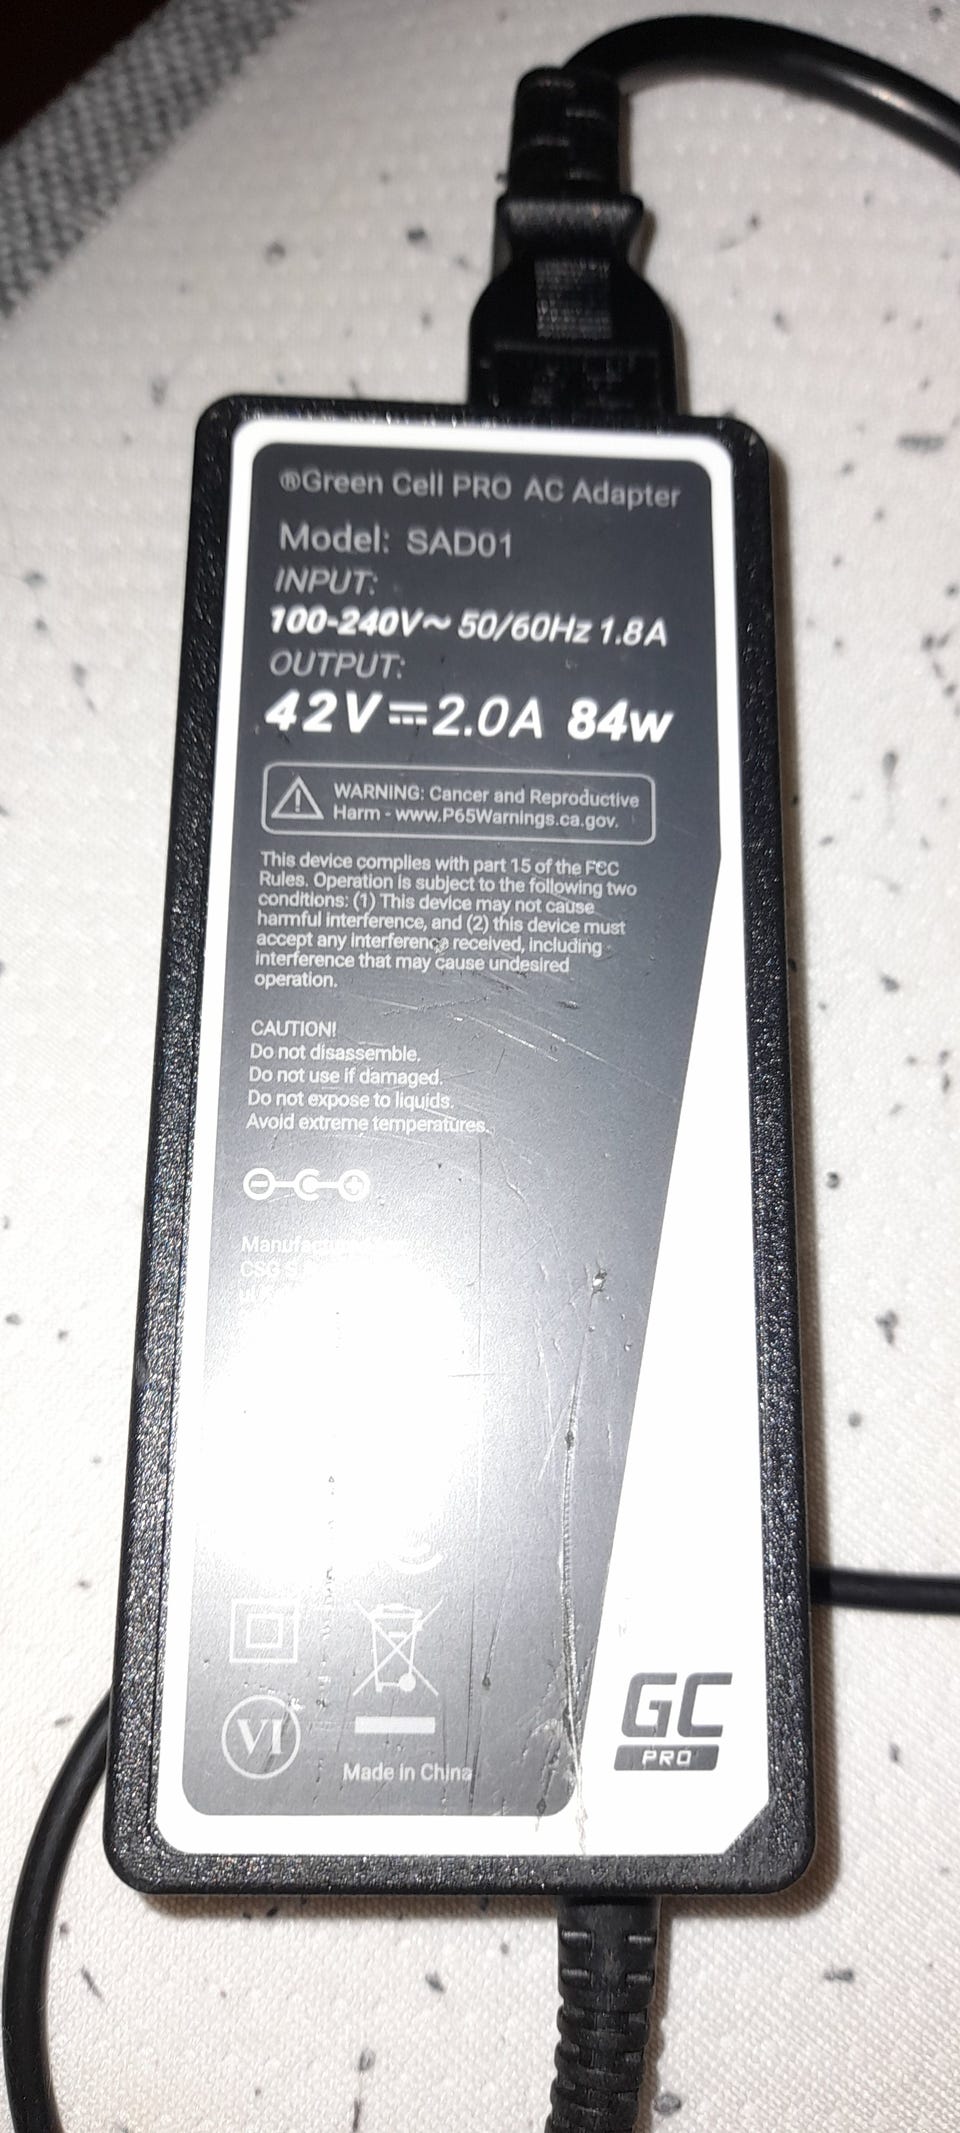 ®Green Cell PRO AC Adapter
Model: SAD01
INPUT:
100-240V~ 50/60Hz 1.8A
OUTPUT:
42V⎓2.0A 84w
WARNING: Cancer and Reproductive
Harm - www.P65Warnings.ca.gov.
This device complies with part 15 of the FCC
Rules. Operation is subject to the following two
conditions: (1) This device may not cause
harmful interference, and (2) this device must
accept any interference received, including
interference that may cause undesired
operation.
CAUTION!
Do not disassemble.
Do not use if damaged.
Do not expose to liquids.
Avoid extreme temperatures.
CSG
VI
Made in China
GC
PRO